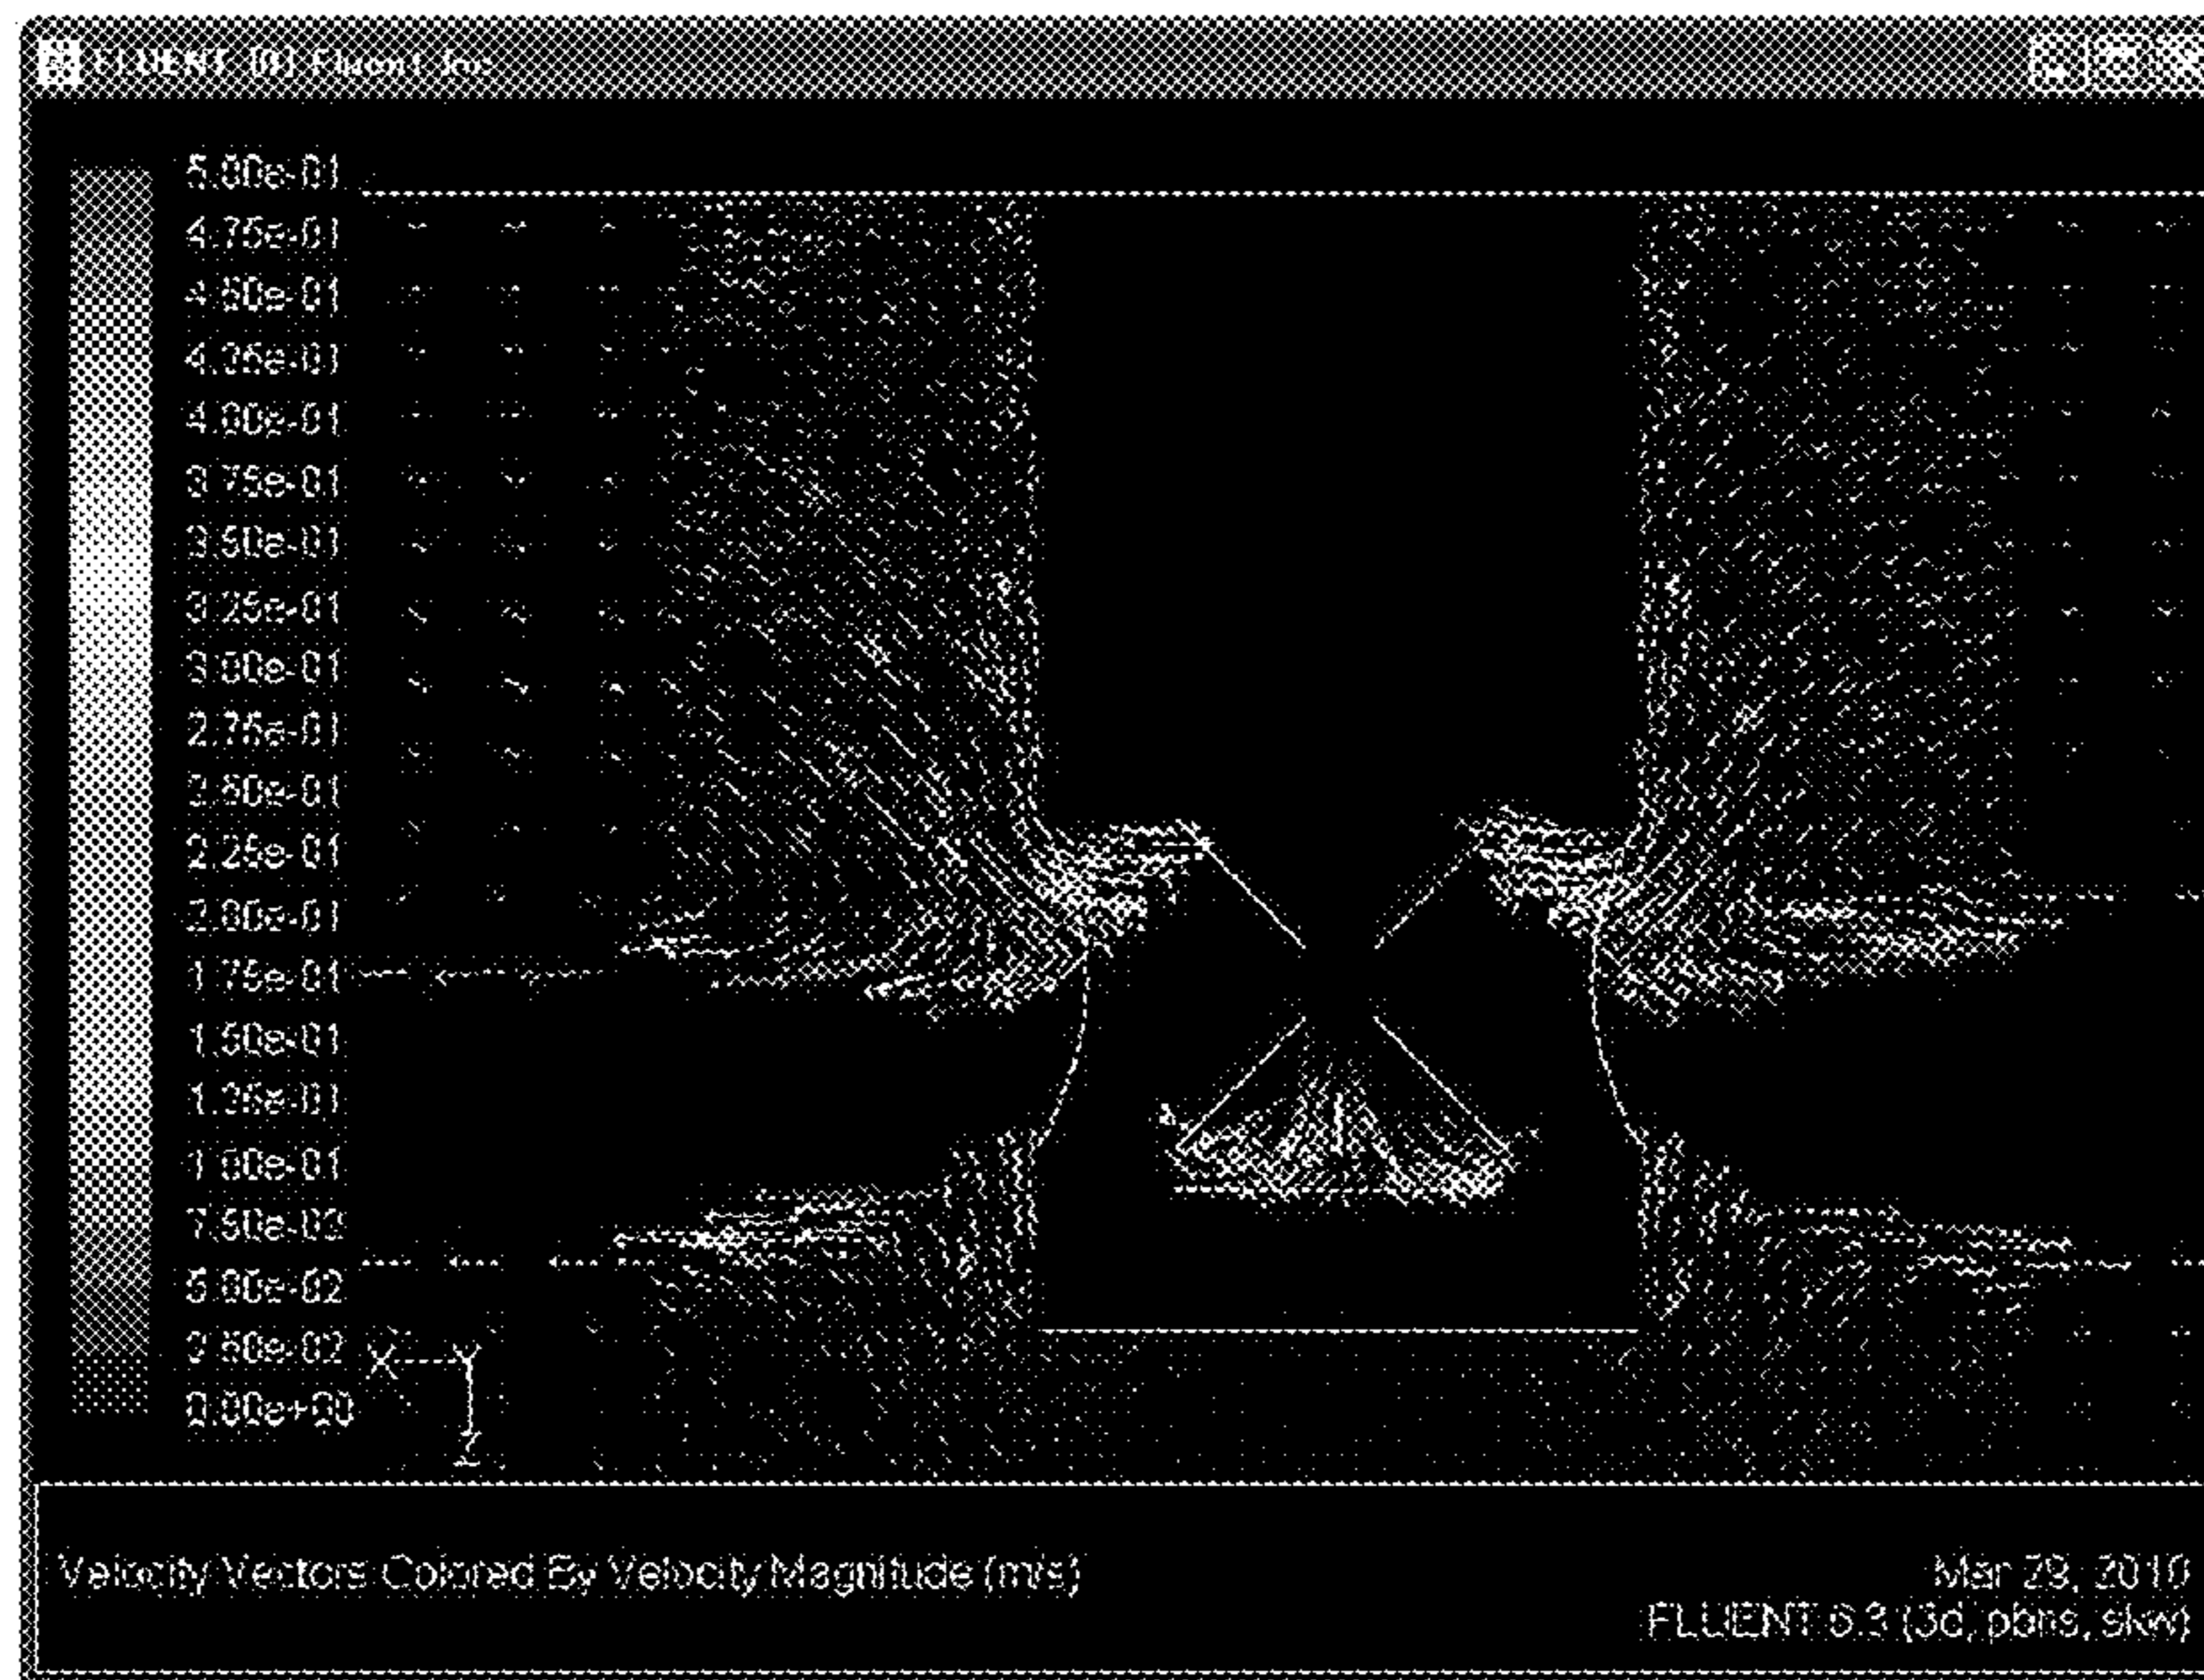 FLUENT [0] Fluent Inc
5.00e-01
4.75e-01
4.50e-01
4.25e-01
4.00e-01
3.75e-01
3.50e-01
3.25e-01
3.00e-01
2.75e-01
2.50e-01
2.25e-01
2.00e-01
1.75e-01
1.50e-01
1.25e-01
1.00e-01
7.50e-02
5.00e-02
2.50e-02
0.00e+00
X Y
Z
Velocity Vectors Colored By Velocity Magnitude (m/s)
Mar 29, 2010
FLUENT 6.3 (3d, pbns, skw)